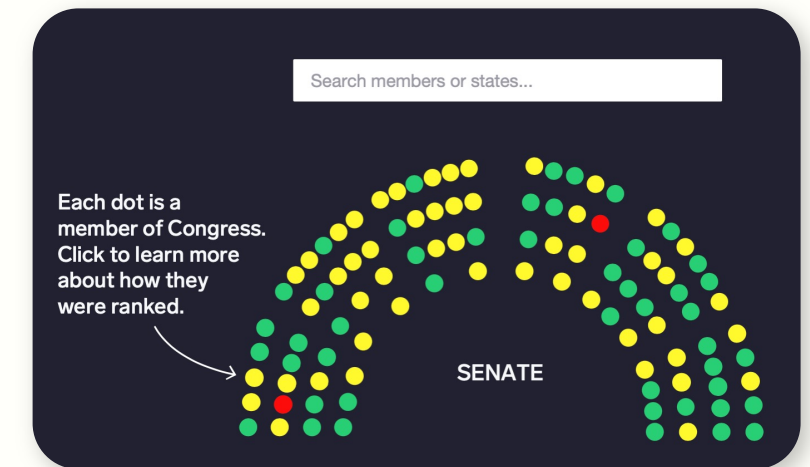 Search members or states...
Each dot is a
member of Congress.
Click to learn more
about how they
were ranked.
SENATE